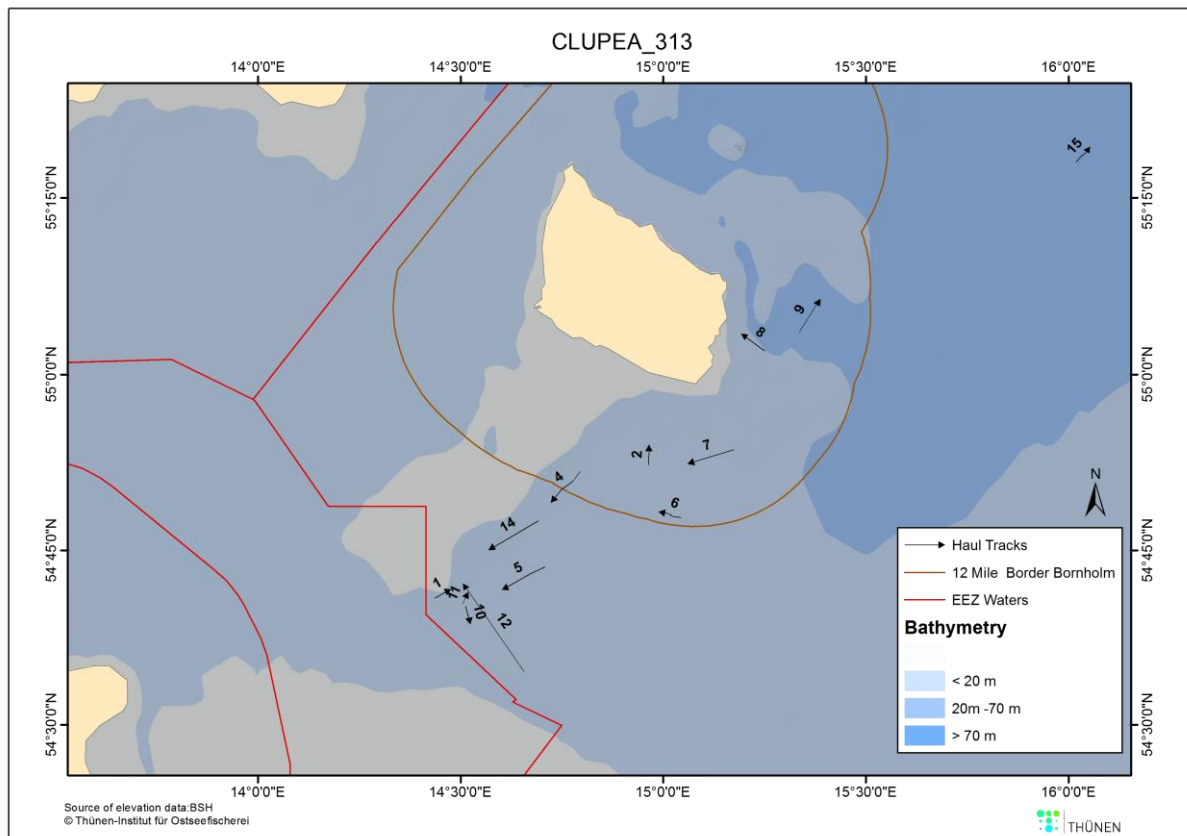 CLUPEA_313
14°0'0"E 14°30'0"E 15°0'0"E 15°30'0"E 16°0'0"E
55°15'0"N 55°15'0"N
55°0'0"N 55°0'0"N
54°45'0"N 54°45'0"N
54°30'0"N 54°30'0"N
15
9
8
7
2
4
6
14
5
1
11
10
12
N
Haul Tracks
12 Mile Border Bornholm
EEZ Waters
Bathymetry
< 20 m
20m -70 m
> 70 m
14°0'0"E 14°30'0"E 15°0'0"E 15°30'0"E 16°0'0"E
Source of elevation data:BSH
© Thünen-Institut für Ostseefischerei
THÜNEN